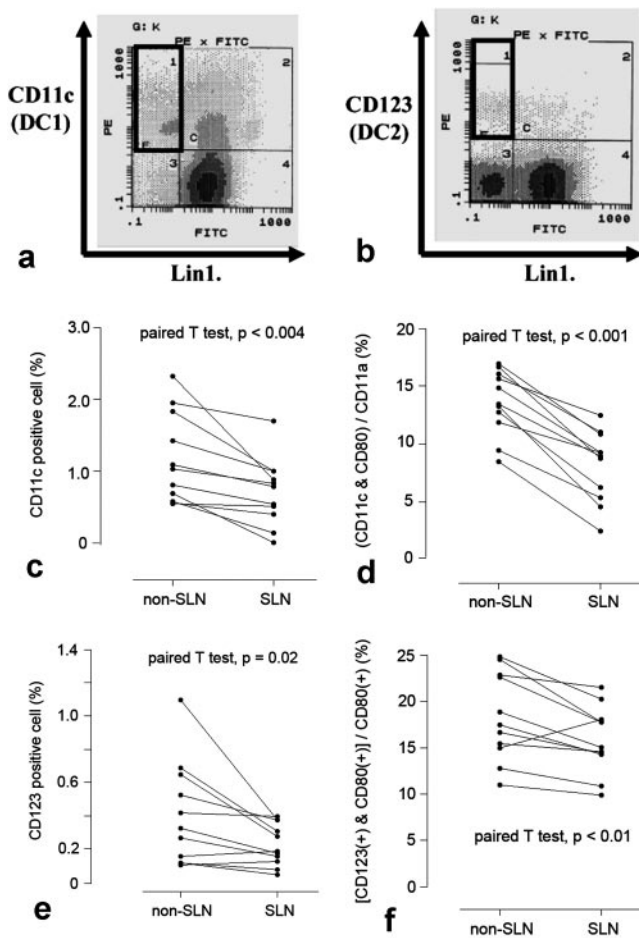 G: K
PE x FITC
1
2
1000
CD11c
(DC1)
PE
C
F
3
4
.1
.1
1000
FITC
a
Lin1.
G: K
PE x FITC
1
2
1000
CD123
(DC2)
PE
C
F
3
4
.1
.1
1000
FITC
b
Lin1.
3.0
paired T test, p < 0.004
2.0
CD11c positive cell (%)
1.0
0
c
non-SLN
SLN
20
paired T test, p < 0.001
15
(CD11c & CD80) / CD11a (%)
10
5
0
d
non-SLN
SLN
1.4
paired T test, p = 0.02
1.0
CD123 positive cell (%)
0.6
0.2
0
e
non-SLN
SLN
25
20
[CD123(+) & CD80(+)] / CD80(+) (%)
15
10
paired T test, p < 0.01
5
0
f
non-SLN
SLN